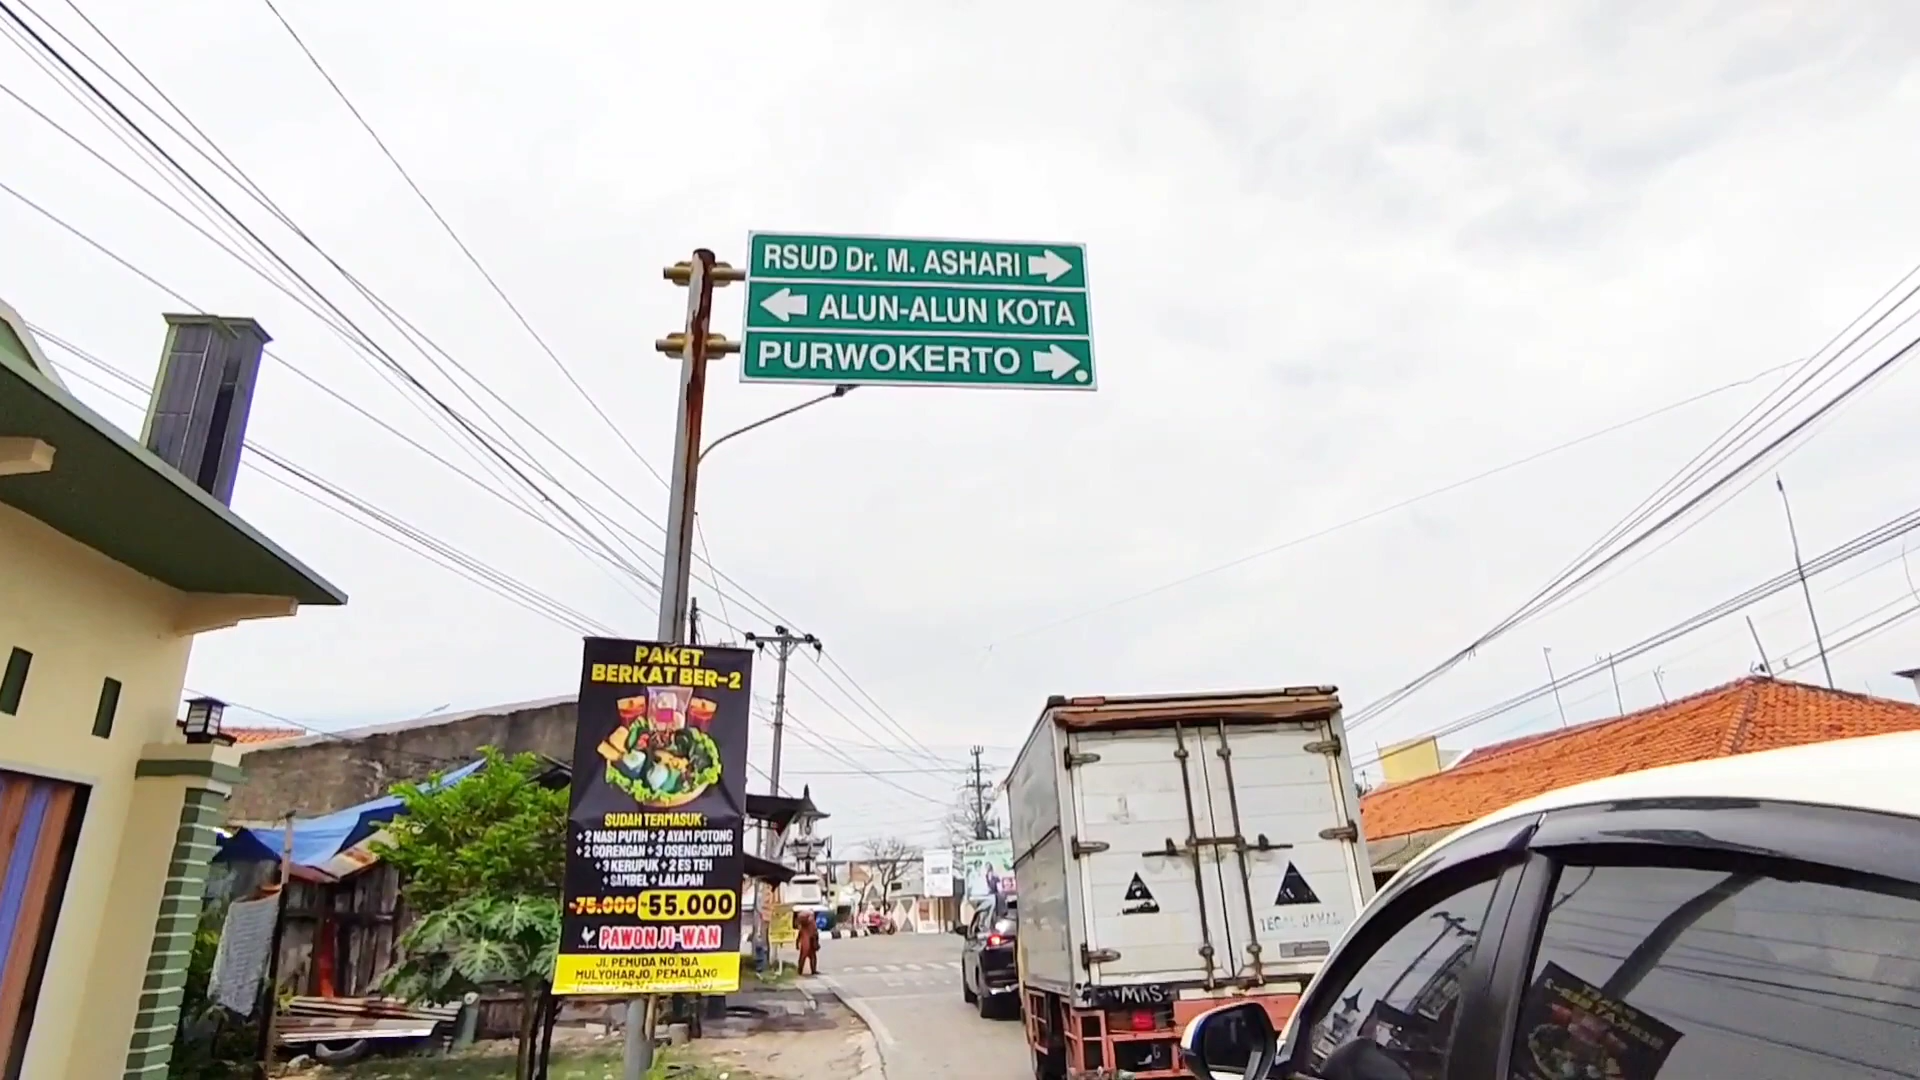 RSUD Dr. M. ASHARI
ALUN-ALUN KOTA
PURWOKERTO
PAKET
BERKAT BER-2
SUDAH TERMASUK :
+ 2 NASI PUTIH + 2 AYAM POTONG
+ 2 GORENGAN + 3 OSENG/SAYUR
+ 3 KERUPUK + 2 ES TEH
+ SAMBEL + LALAPAN
75.000 55.000
PAWON JI-WAN
JL. PEMUDA NO. 19A
MULYOHARJO, PEMALANG